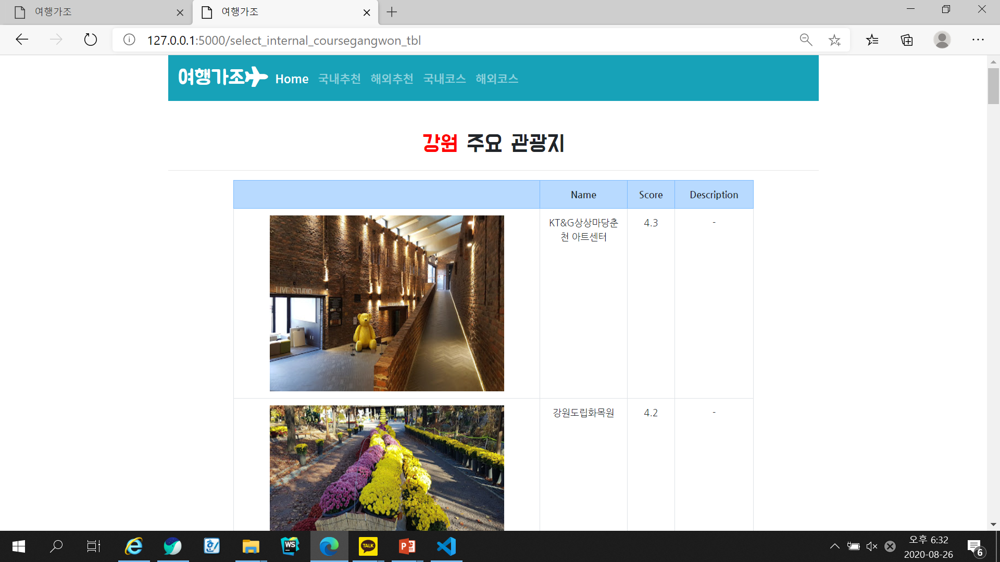 여행가조
여행가조
127.0.0.1:5000/select_internal_coursegangwon_tbl
여행가조 Home 국내추천 해외추천 국내코스 해외코스
강원 주요 관광지
Name Score Description
KT&G상상마당춘
천 아트센터
4.3
-
LIVE STUDIO
강원도립화목원
4.2
-
오후 6:32
2020-08-26
6
WS
TALK
P
한